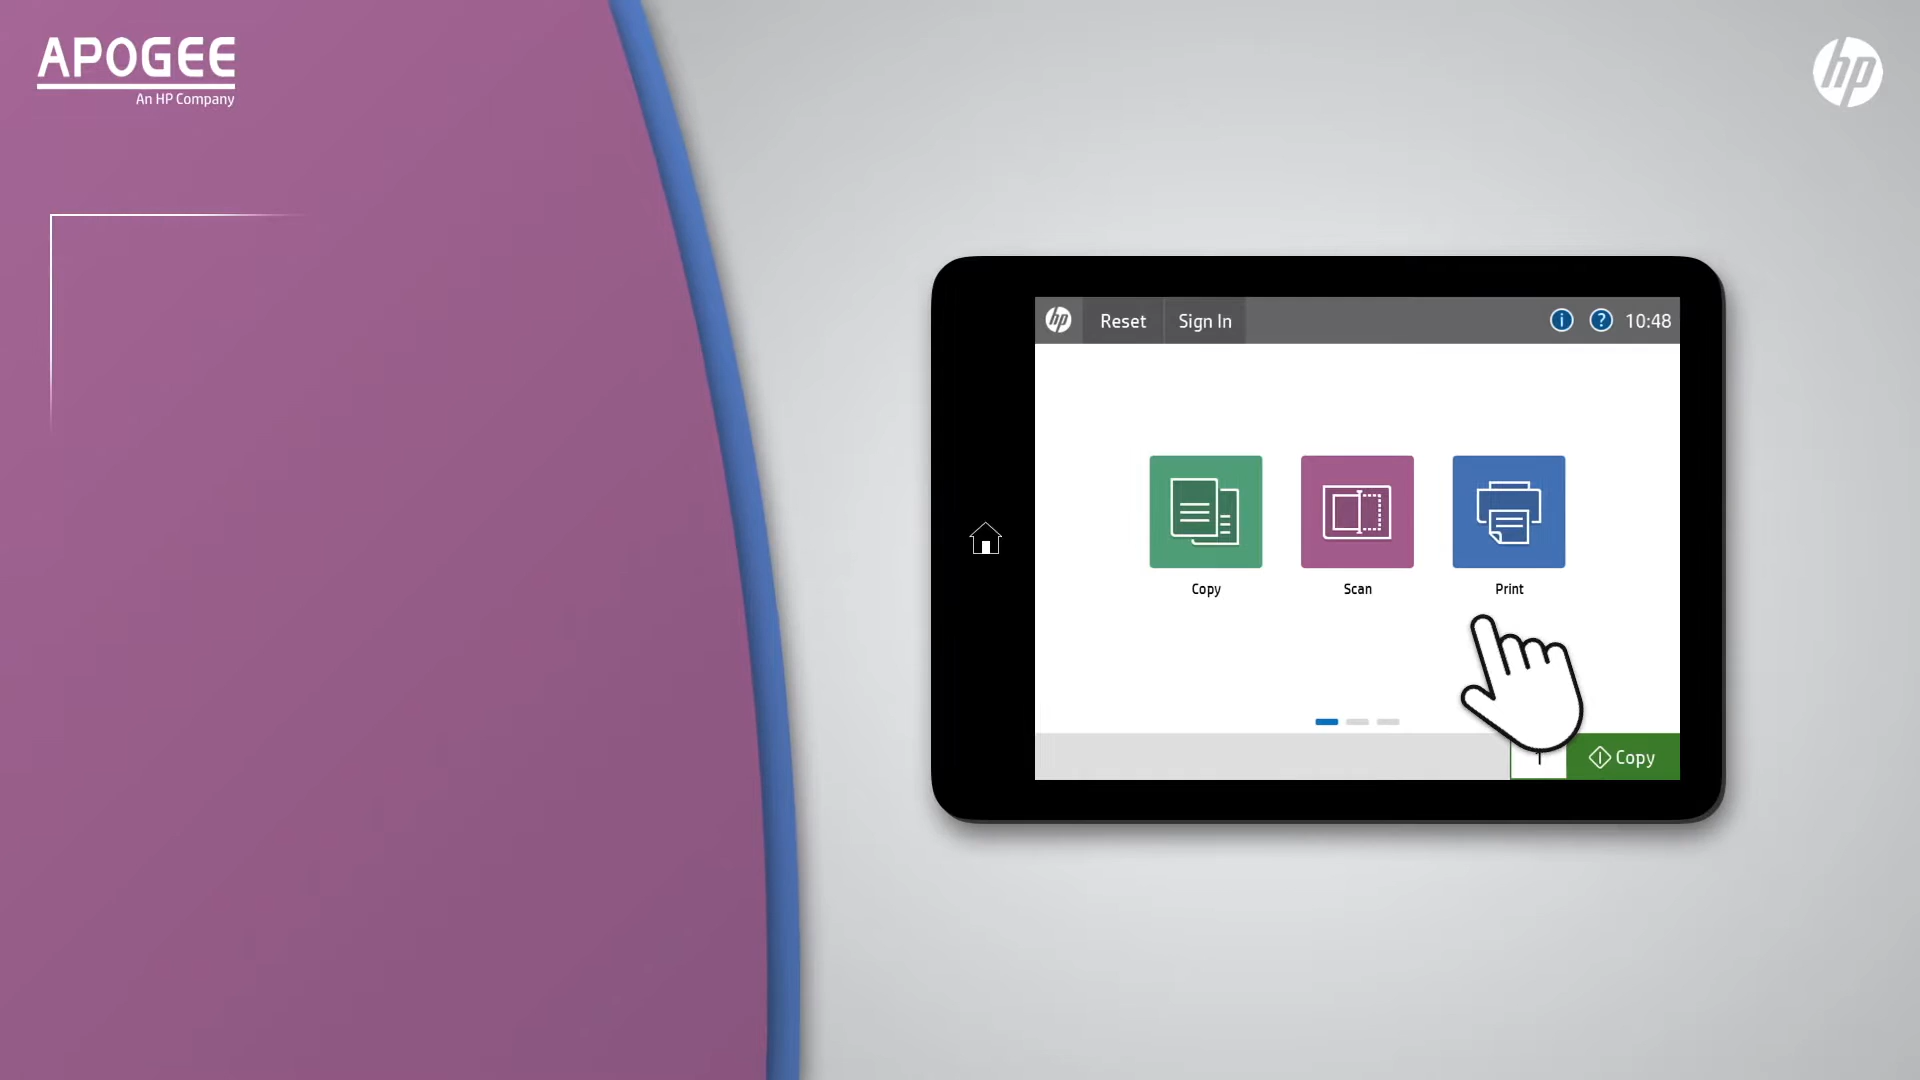 APOGEE
An HP Company
hp
hp
Reset
Sign In
i
?
10:48
Copy
Scan
Print
Copy